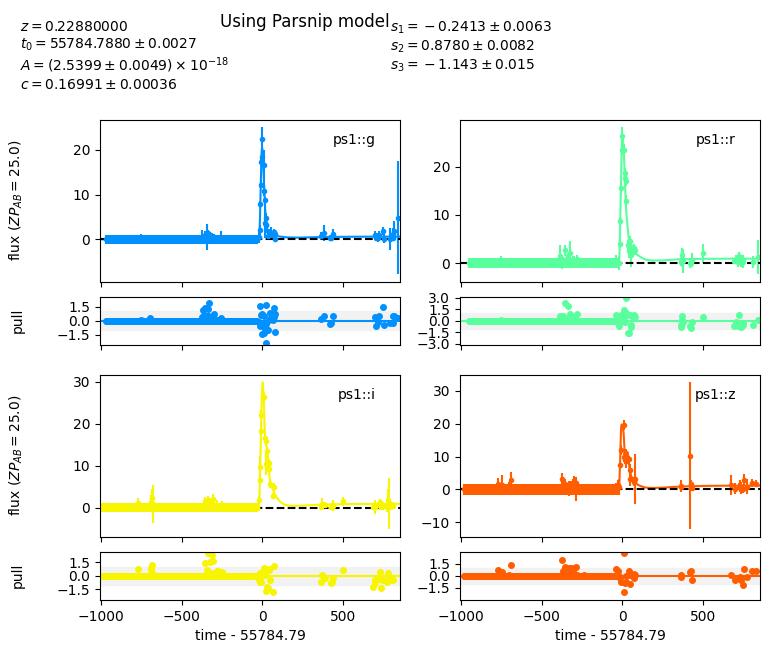 Using Parsnip model
z = 0.22880000
t₀ = 55784.7880 ± 0.0027
A = (2.5399 ± 0.0049) × 10⁻¹⁸
c = 0.16991 ± 0.00036
s₁ = −0.2413 ± 0.0063
s₂ = 0.8780 ± 0.0082
s₃ = −1.143 ± 0.015
flux (ZP_AB = 25.0)
20
10
0
ps1::g
20
10
0
ps1::r
pull
1.5
0.0
−1.5
3.0
1.5
0.0
−1.5
−3.0
flux (ZP_AB = 25.0)
30
20
10
0
ps1::i
30
20
10
0
−10
ps1::z
pull
1.5
0.0
−1.5
1.5
0.0
−1.5
−1000 −500 0 500
−1000 −500 0 500
time - 55784.79
time - 55784.79